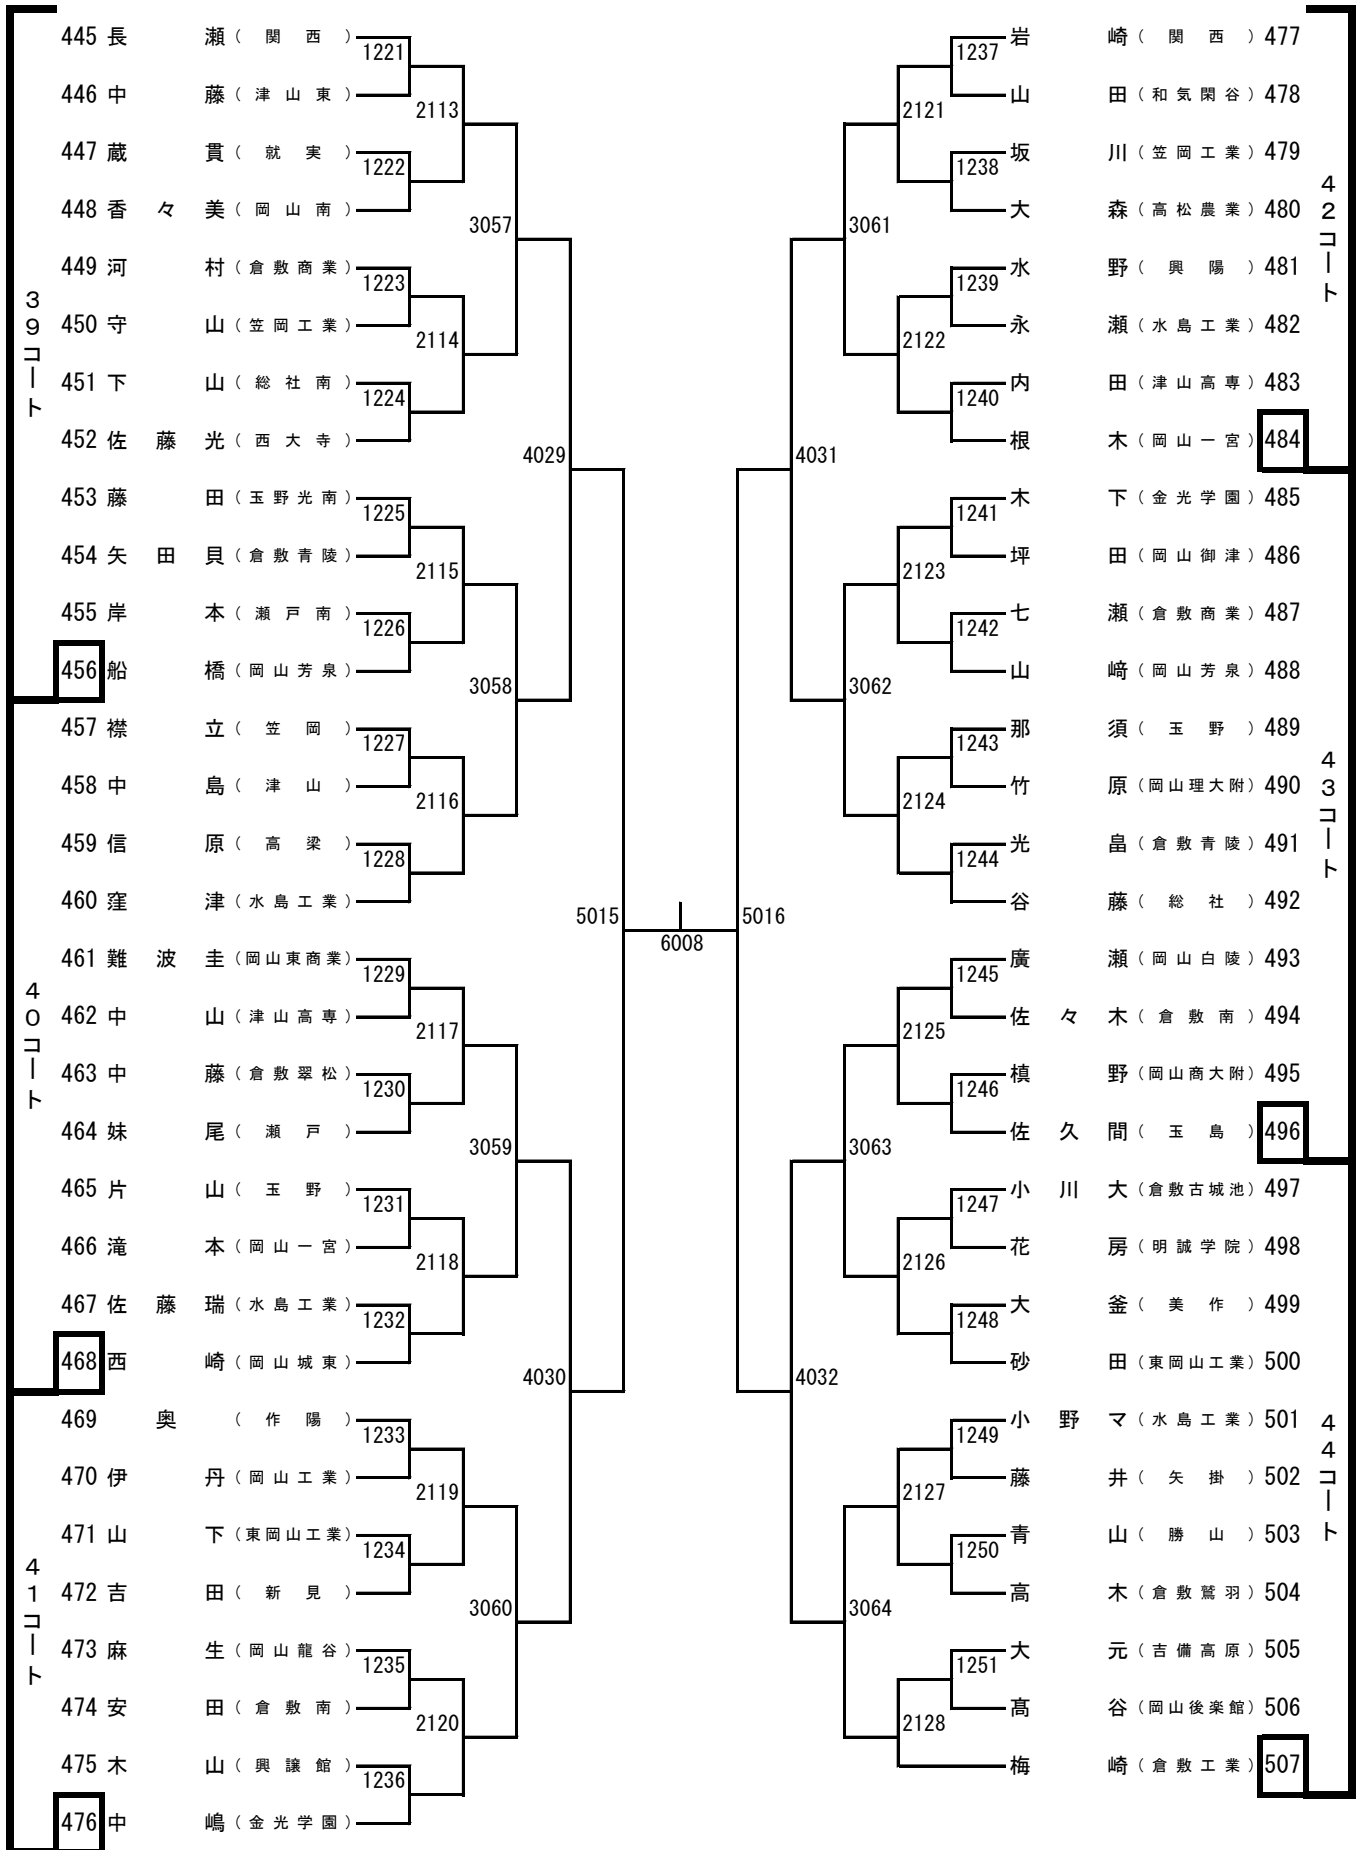 445 長瀬 (関西)
1221
446 中藤 (津山東)
2113
447 蔵貫 (就実)
1222
448 香々美 (岡山南)
3057
449 河村 (倉敷商業)
1223
450 守山 (笠岡工業)
2114
451 下山 (総社南)
1224
452 佐藤光 (西大寺)
4029
453 藤田 (玉野光南)
1225
454 矢田貝 (倉敷青陵)
2115
455 岸本 (瀬戸南)
1226
456 船橋 (岡山芳泉)
3058
39コート
457 襟立 (笠岡)
1227
458 中島 (津山)
2116
459 信原 (高梁)
1228
460 窪津 (水島工業)
5015
461 難波圭 (岡山東商業)
1229
462 中山 (津山高専)
2117
463 中藤 (倉敷翠松)
1230
464 妹尾 (瀬戸)
3059
465 片山 (玉野)
1231
466 滝本 (岡山一宮)
2118
467 佐藤瑞 (水島工業)
1232
468 西崎 (岡山城東)
4030
40コート
469 奥 (作陽)
1233
470 伊丹 (岡山工業)
2119
471 山下 (東岡山工業)
1234
472 吉田 (新見)
3060
473 麻生 (岡山龍谷)
1235
474 安田 (倉敷南)
2120
475 木山 (興譲館)
1236
476 中嶋 (金光学園)
41コート
6008
岩崎 (関西) 477
1237
山田 (和気閑谷) 478
2121
坂川 (笠岡工業) 479
1238
大森 (高松農業) 480
3061
水野 (興陽) 481
1239
永瀬 (水島工業) 482
2122
内田 (津山高専) 483
1240
根木 (岡山一宮) 484
4031
42コート
木下 (金光学園) 485
1241
坪田 (岡山御津) 486
2123
七瀬 (倉敷商業) 487
1242
山﨑 (岡山芳泉) 488
3062
那須 (玉野) 489
1243
竹原 (岡山理大附) 490
2124
光畠 (倉敷青陵) 491
1244
谷藤 (総社) 492
5016
廣瀬 (岡山白陵) 493
1245
佐々木 (倉敷南) 494
2125
槙野 (岡山商大附) 495
1246
佐久間 (玉島) 496
3063
43コート
小川大 (倉敷古城池) 497
1247
花房 (明誠学院) 498
2126
大釜 (美作) 499
1248
砂田 (東岡山工業) 500
4032
小野マ (水島工業) 501
1249
藤井 (矢掛) 502
2127
青山 (勝山) 503
1250
高木 (倉敷鷲羽) 504
3064
大元 (吉備高原) 505
1251
髙谷 (岡山後楽館) 506
2128
梅崎 (倉敷工業) 507
44コート